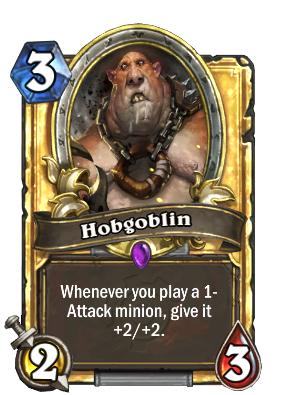 3
Hobgoblin
Whenever you play a 1-
Attack minion, give it
+2/+2.
2
3